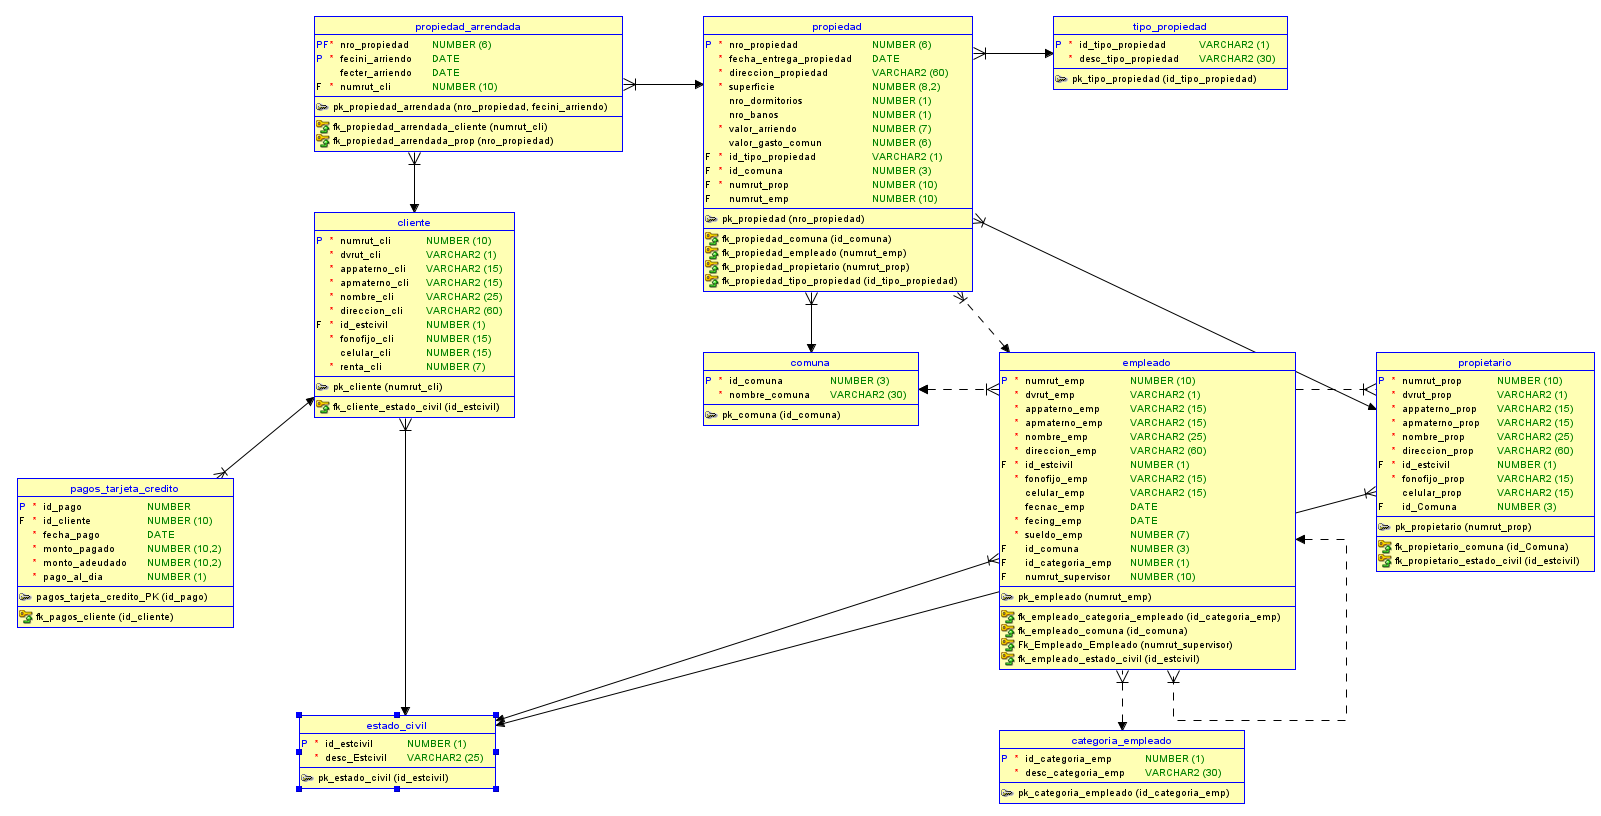 propiedad_arrendada
PF * nro_propiedad NUMBER (6)
P * fecini_arriendo DATE
fecter_arriendo DATE
F * numrut_cli NUMBER (10)
pk_propiedad_arrendada (nro_propiedad, fecini_arriendo)
fk_propiedad_arrendada_cliente (numrut_cli)
fk_propiedad_arrendada_prop (nro_propiedad)
propiedad
P * nro_propiedad NUMBER (6)
* fecha_entrega_propiedad DATE
* direccion_propiedad VARCHAR2 (60)
* superficie NUMBER (8,2)
nro_dormitorios NUMBER (1)
nro_banos NUMBER (1)
* valor_arriendo NUMBER (7)
valor_gasto_comun NUMBER (6)
F * id_tipo_propiedad VARCHAR2 (1)
F * id_comuna NUMBER (3)
F * numrut_prop NUMBER (10)
F numrut_emp NUMBER (10)
pk_propiedad (nro_propiedad)
fk_propiedad_comuna (id_comuna)
fk_propiedad_empleado (numrut_emp)
fk_propiedad_propietario (numrut_prop)
fk_propiedad_tipo_propiedad (id_tipo_propiedad)
tipo_propiedad
P * id_tipo_propiedad VARCHAR2 (1)
* desc_tipo_propiedad VARCHAR2 (30)
pk_tipo_propiedad (id_tipo_propiedad)
cliente
P * numrut_cli NUMBER (10)
* dvrut_cli VARCHAR2 (1)
* appaterno_cli VARCHAR2 (15)
* apmaterno_cli VARCHAR2 (15)
* nombre_cli VARCHAR2 (25)
* direccion_cli VARCHAR2 (60)
F * id_estcivil NUMBER (1)
* fonofijo_cli NUMBER (15)
celular_cli NUMBER (15)
* renta_cli NUMBER (7)
pk_cliente (numrut_cli)
fk_cliente_estado_civil (id_estcivil)
comuna
P * id_comuna NUMBER (3)
* nombre_comuna VARCHAR2 (30)
pk_comuna (id_comuna)
empleado
P * numrut_emp NUMBER (10)
* dvrut_emp VARCHAR2 (1)
* appaterno_emp VARCHAR2 (15)
* apmaterno_emp VARCHAR2 (15)
* nombre_emp VARCHAR2 (25)
* direccion_emp VARCHAR2 (60)
F * id_estcivil NUMBER (1)
* fonofijo_emp VARCHAR2 (15)
celular_emp VARCHAR2 (15)
fecnac_emp DATE
* fecing_emp DATE
* sueldo_emp NUMBER (7)
F id_comuna NUMBER (3)
F id_categoria_emp NUMBER (1)
F numrut_supervisor NUMBER (10)
pk_empleado (numrut_emp)
fk_empleado_categoria_empleado (id_categoria_emp)
fk_empleado_comuna (id_comuna)
Fk_Empleado_Empleado (numrut_supervisor)
fk_empleado_estado_civil (id_estcivil)
propietario
P * numrut_prop NUMBER (10)
* dvrut_prop VARCHAR2 (1)
* appaterno_prop VARCHAR2 (15)
* apmaterno_prop VARCHAR2 (15)
* nombre_prop VARCHAR2 (25)
* direccion_prop VARCHAR2 (60)
F * id_estcivil NUMBER (1)
* fonofijo_prop VARCHAR2 (15)
celular_prop VARCHAR2 (15)
F id_Comuna NUMBER (3)
pk_propietario (numrut_prop)
fk_propietario_comuna (id_Comuna)
fk_propietario_estado_civil (id_estcivil)
pagos_tarjeta_credito
P * id_pago NUMBER
F * id_cliente NUMBER (10)
* fecha_pago DATE
* monto_pagado NUMBER (10,2)
* monto_adeudado NUMBER (10,2)
* pago_al_dia NUMBER (1)
pagos_tarjeta_credito_PK (id_pago)
fk_pagos_cliente (id_cliente)
estado_civil
P * id_estcivil NUMBER (1)
* desc_Estcivil VARCHAR2 (25)
pk_estado_civil (id_estcivil)
categoria_empleado
P * id_categoria_emp NUMBER (1)
* desc_categoria_emp VARCHAR2 (30)
pk_categoria_empleado (id_categoria_emp)